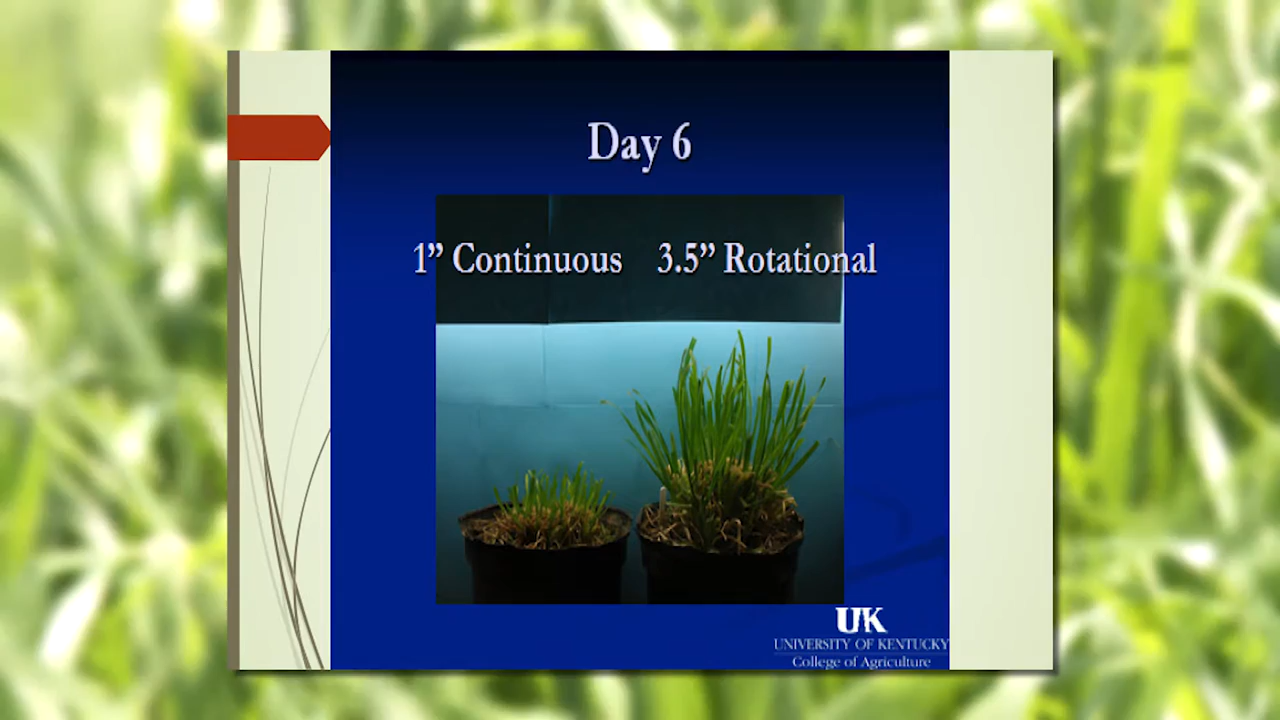 Day 6
1” Continuous 3.5” Rotational
UK
UNIVERSITY OF KENTUCKY
College of Agriculture